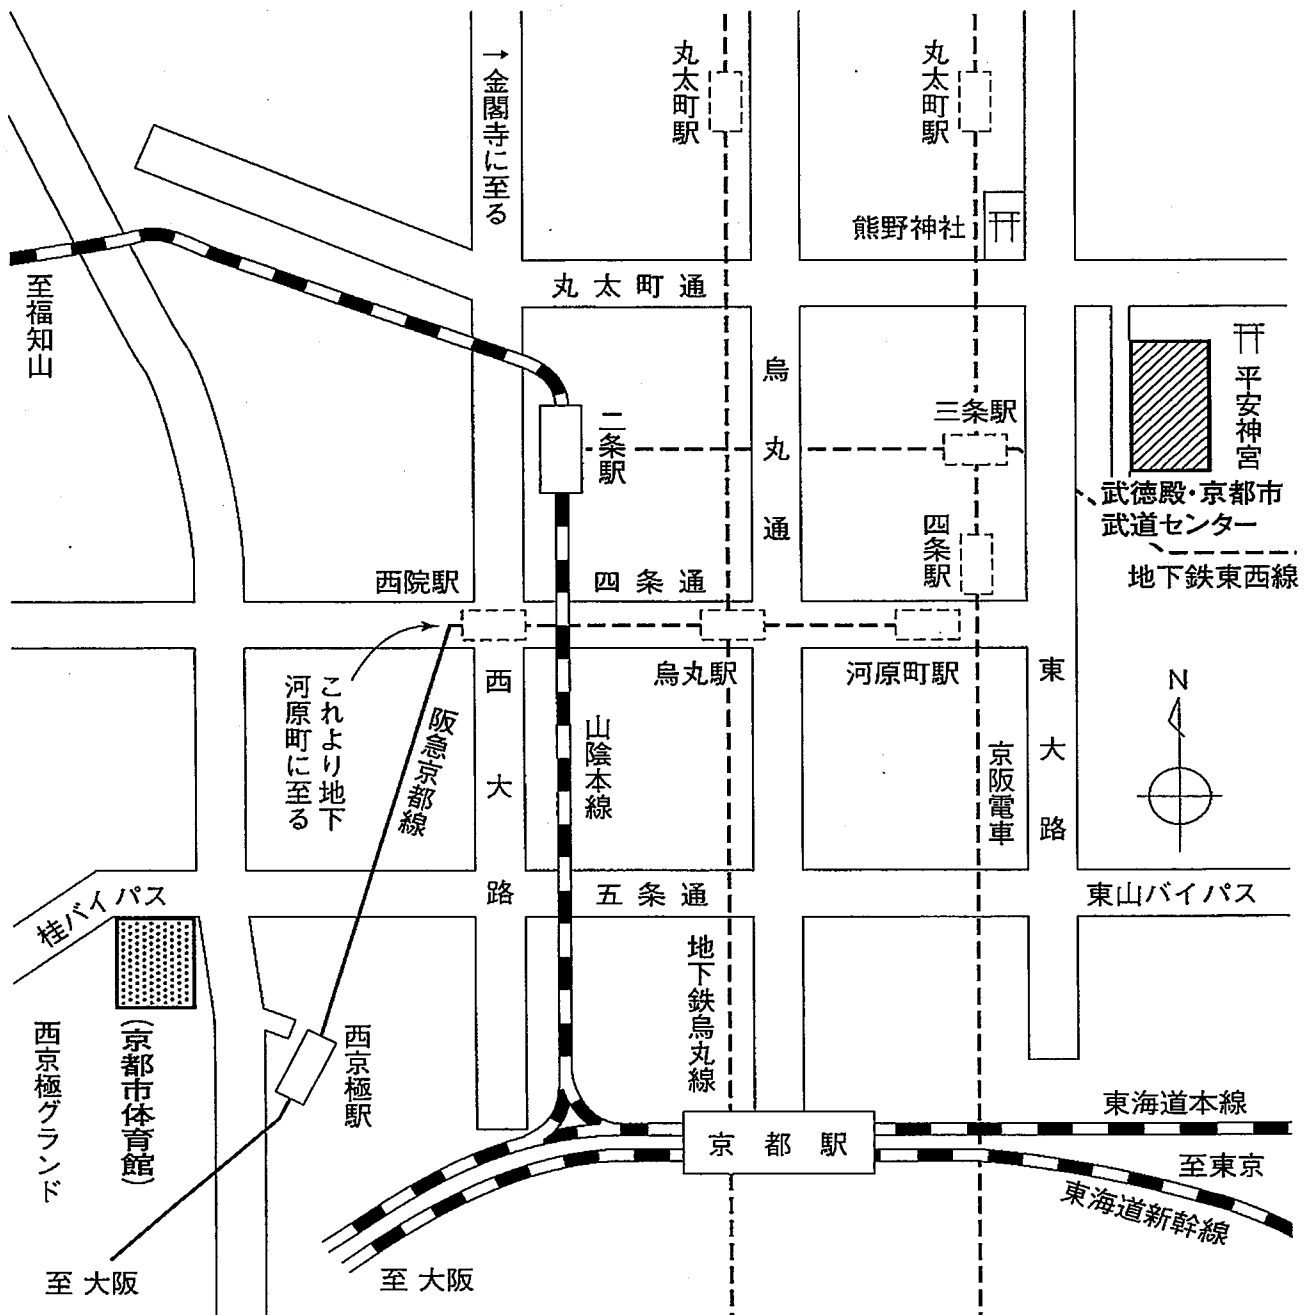 丸太町駅
丸太町駅
→金閣寺に至る
熊野神社
至福知山
丸太町通
烏丸通
平安神宮
二条駅
三条駅
武徳殿・京都市
武道センター
四条駅
地下鉄東西線
西院駅
四条通
烏丸駅
河原町駅
東大路
西大路
これより地下
河原町に至る
阪急京都線
山陰本線
京阪電車
N
桂バイパス
五条通
東山バイパス
地下鉄烏丸線
西京極グランド
(京都市体育館)
西京極駅
京都駅
東海道本線
至東京
東海道新幹線
至 大阪
至 大阪